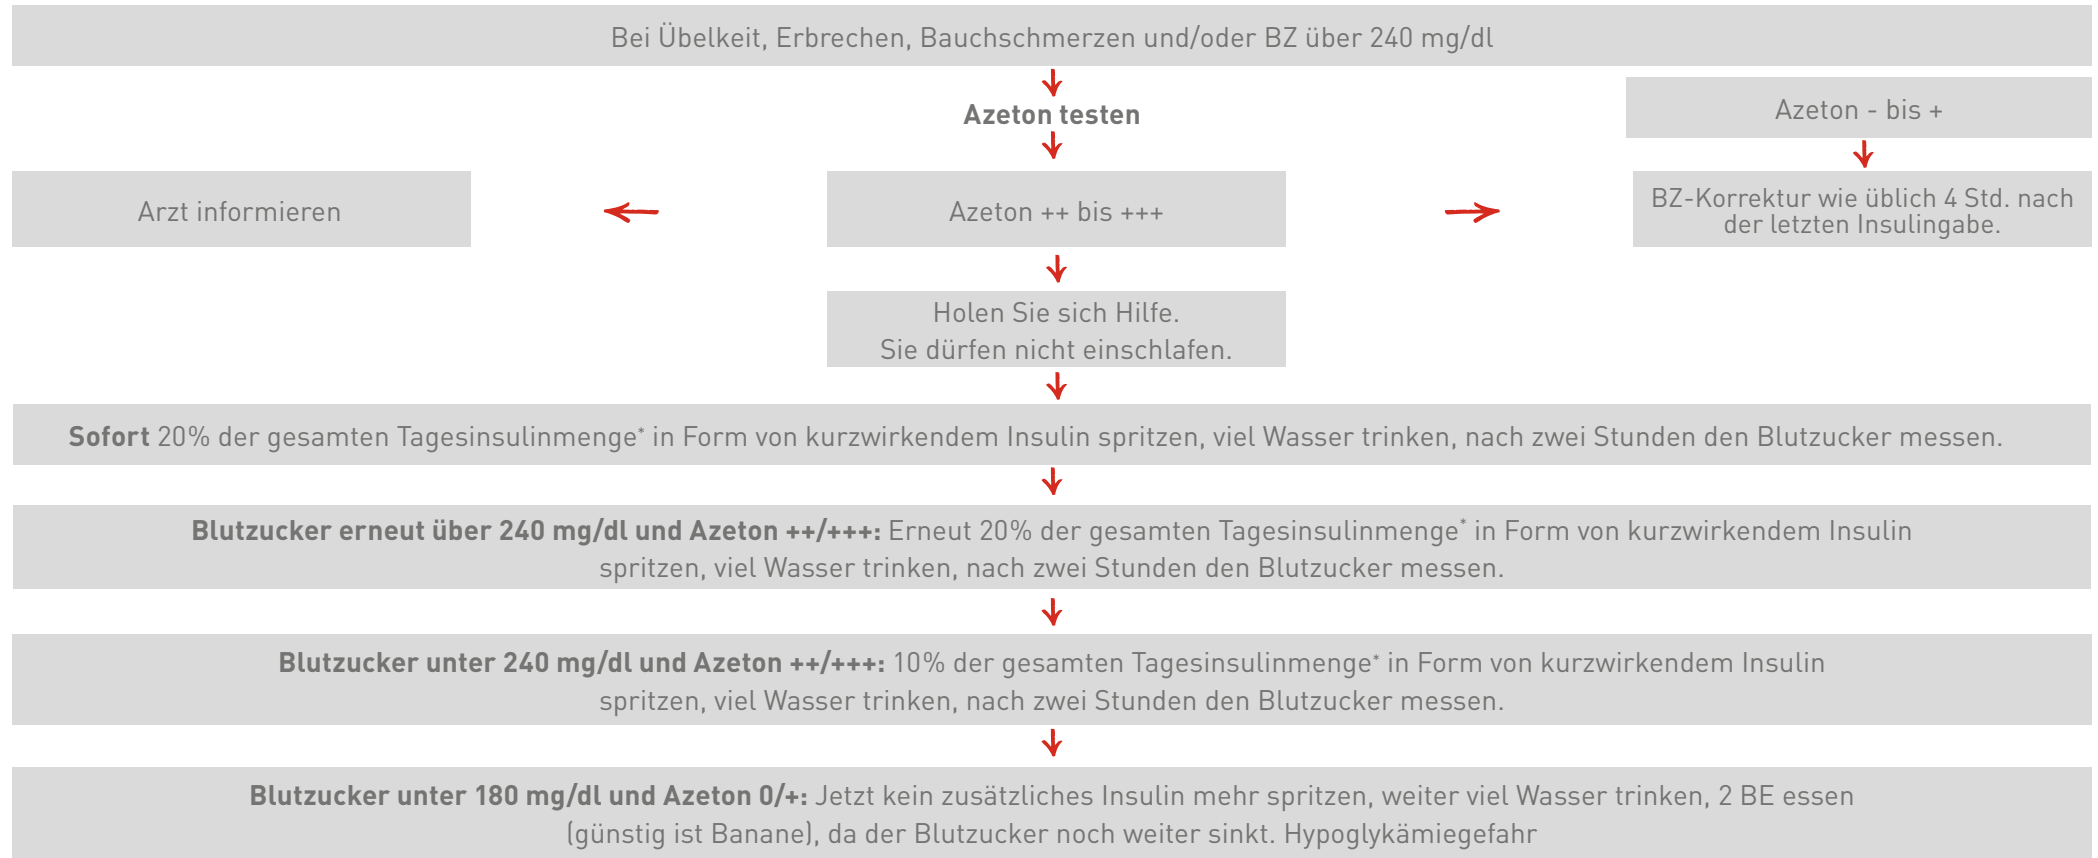 Bei Übelkeit, Erbrechen, Bauchschmerzen und/oder BZ über 240 mg/dl
Azeton testen
Azeton - bis +
Arzt informieren
Azeton ++ bis +++
BZ-Korrektur wie üblich 4 Std. nach
der letzten Insulingabe.
Holen Sie sich Hilfe.
Sie dürfen nicht einschlafen.
Sofort 20% der gesamten Tagesinsulinmenge* in Form von kurzwirkendem Insulin spritzen, viel Wasser trinken, nach zwei Stunden den Blutzucker messen.
Blutzucker erneut über 240 mg/dl und Azeton ++/+++: Erneut 20% der gesamten Tagesinsulinmenge* in Form von kurzwirkendem Insulin
spritzen, viel Wasser trinken, nach zwei Stunden den Blutzucker messen.
Blutzucker unter 240 mg/dl und Azeton ++/+++: 10% der gesamten Tagesinsulinmenge* in Form von kurzwirkendem Insulin
spritzen, viel Wasser trinken, nach zwei Stunden den Blutzucker messen.
Blutzucker unter 180 mg/dl und Azeton 0/+: Jetzt kein zusätzliches Insulin mehr spritzen, weiter viel Wasser trinken, 2 BE essen
(günstig ist Banane), da der Blutzucker noch weiter sinkt. Hypoglykämiegefahr